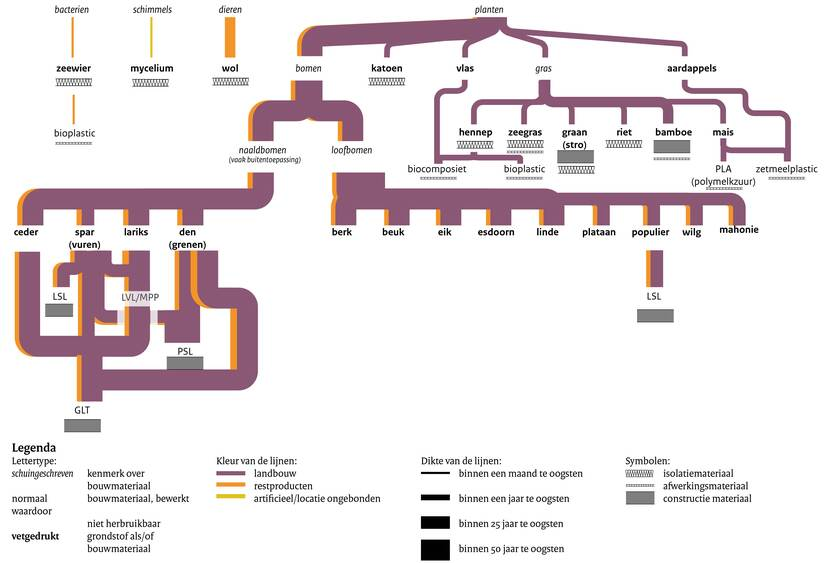 bacterien
schimmels
dieren
planten
zeewier
mycelium
wol
bomen
katoen
vlas
gras
aardappels
bioplastic
naaldbomen
(vaak buitentoepassing)
loofbomen
hennep
zeegras
graan
(stro)
riet
bamboe
mais
biocomposiet
bioplastic
PLA
(polymelkzuur)
zetmeelplastic
ceder
spar
(vuren)
lariks
den
(grenen)
berk
beuk
eik
esdoorn
linde
plataan
populier
wilg
mahonie
LSL
LVL/MPP
LSL
PSL
GLT
Legenda
Lettertype:
schuingeschreven kenmerk over
bouwmateriaal
normaal bouwmateriaal, bewerkt
waardoor
niet herbruikbaar
vetgedrukt grondstof als/of
bouwmateriaal
Kleur van de lijnen:
landbouw
restproducten
artificieel/locatie ongebonden
Dikte van de lijnen:
binnen een maand te oogsten
binnen een jaar te oogsten
binnen 25 jaar te oogsten
binnen 50 jaar te oogsten
Symbolen:
isolatiemateriaal
afwerkingsmateriaal
constructie materiaal